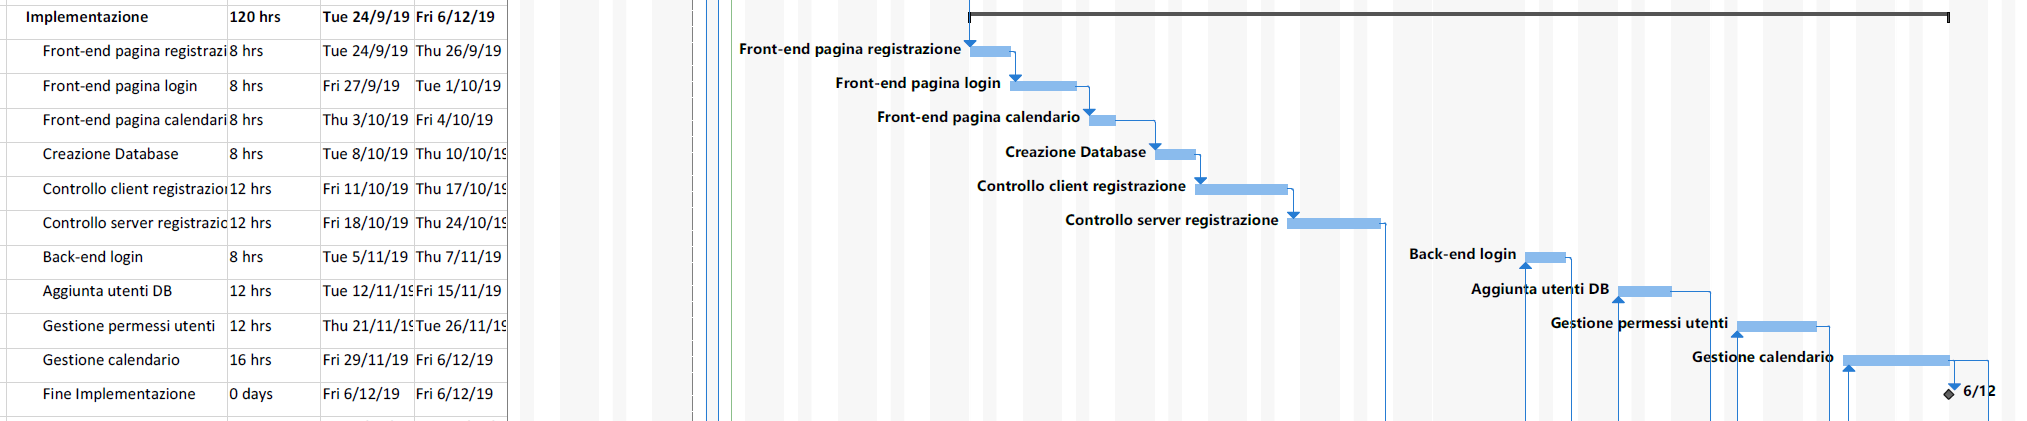 Implementazione 120 hrs Tue 24/9/19 Fri 6/12/19
Front-end pagina registrazi 8 hrs Tue 24/9/19 Thu 26/9/19 Front-end pagina registrazione
Front-end pagina login 8 hrs Fri 27/9/19 Tue 1/10/19 Front-end pagina login
Front-end pagina calendari 8 hrs Thu 3/10/19 Fri 4/10/19 Front-end pagina calendario
Creazione Database 8 hrs Tue 8/10/19 Thu 10/10/19 Creazione Database
Controllo client registrazior 12 hrs Fri 11/10/19 Thu 17/10/19 Controllo client registrazione
Controllo server registrazic 12 hrs Fri 18/10/19 Thu 24/10/19 Controllo server registrazione
Back-end login 8 hrs Tue 5/11/19 Thu 7/11/19 Back-end login
Aggiunta utenti DB 12 hrs Tue 12/11/19 Fri 15/11/19 Aggiunta utenti DB
Gestione permessi utenti 12 hrs Thu 21/11/19 Tue 26/11/19 Gestione permessi utenti
Gestione calendario 16 hrs Fri 29/11/19 Fri 6/12/19 Gestione calendario
Fine Implementazione 0 days Fri 6/12/19 Fri 6/12/19 6/12